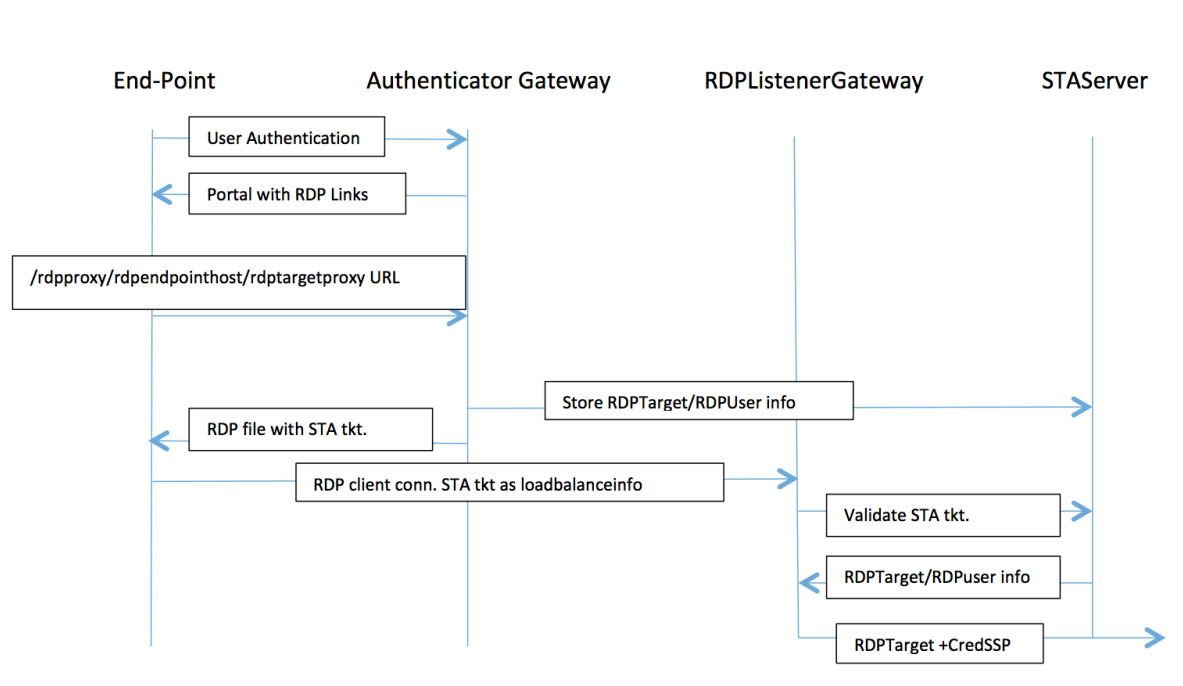 End-Point
Authenticator Gateway
RDPListenerGateway
STAServer
User Authentication
Portal with RDP Links
/rdpproxy/rdpendpointhost/rdptargetproxy URL
Store RDPTarget/RDPUser info
RDP file with STA tkt.
RDP client conn. STA tkt as loadbalanceinfo
Validate STA tkt.
RDPTarget/RDPuser info
RDPTarget +CredSSP